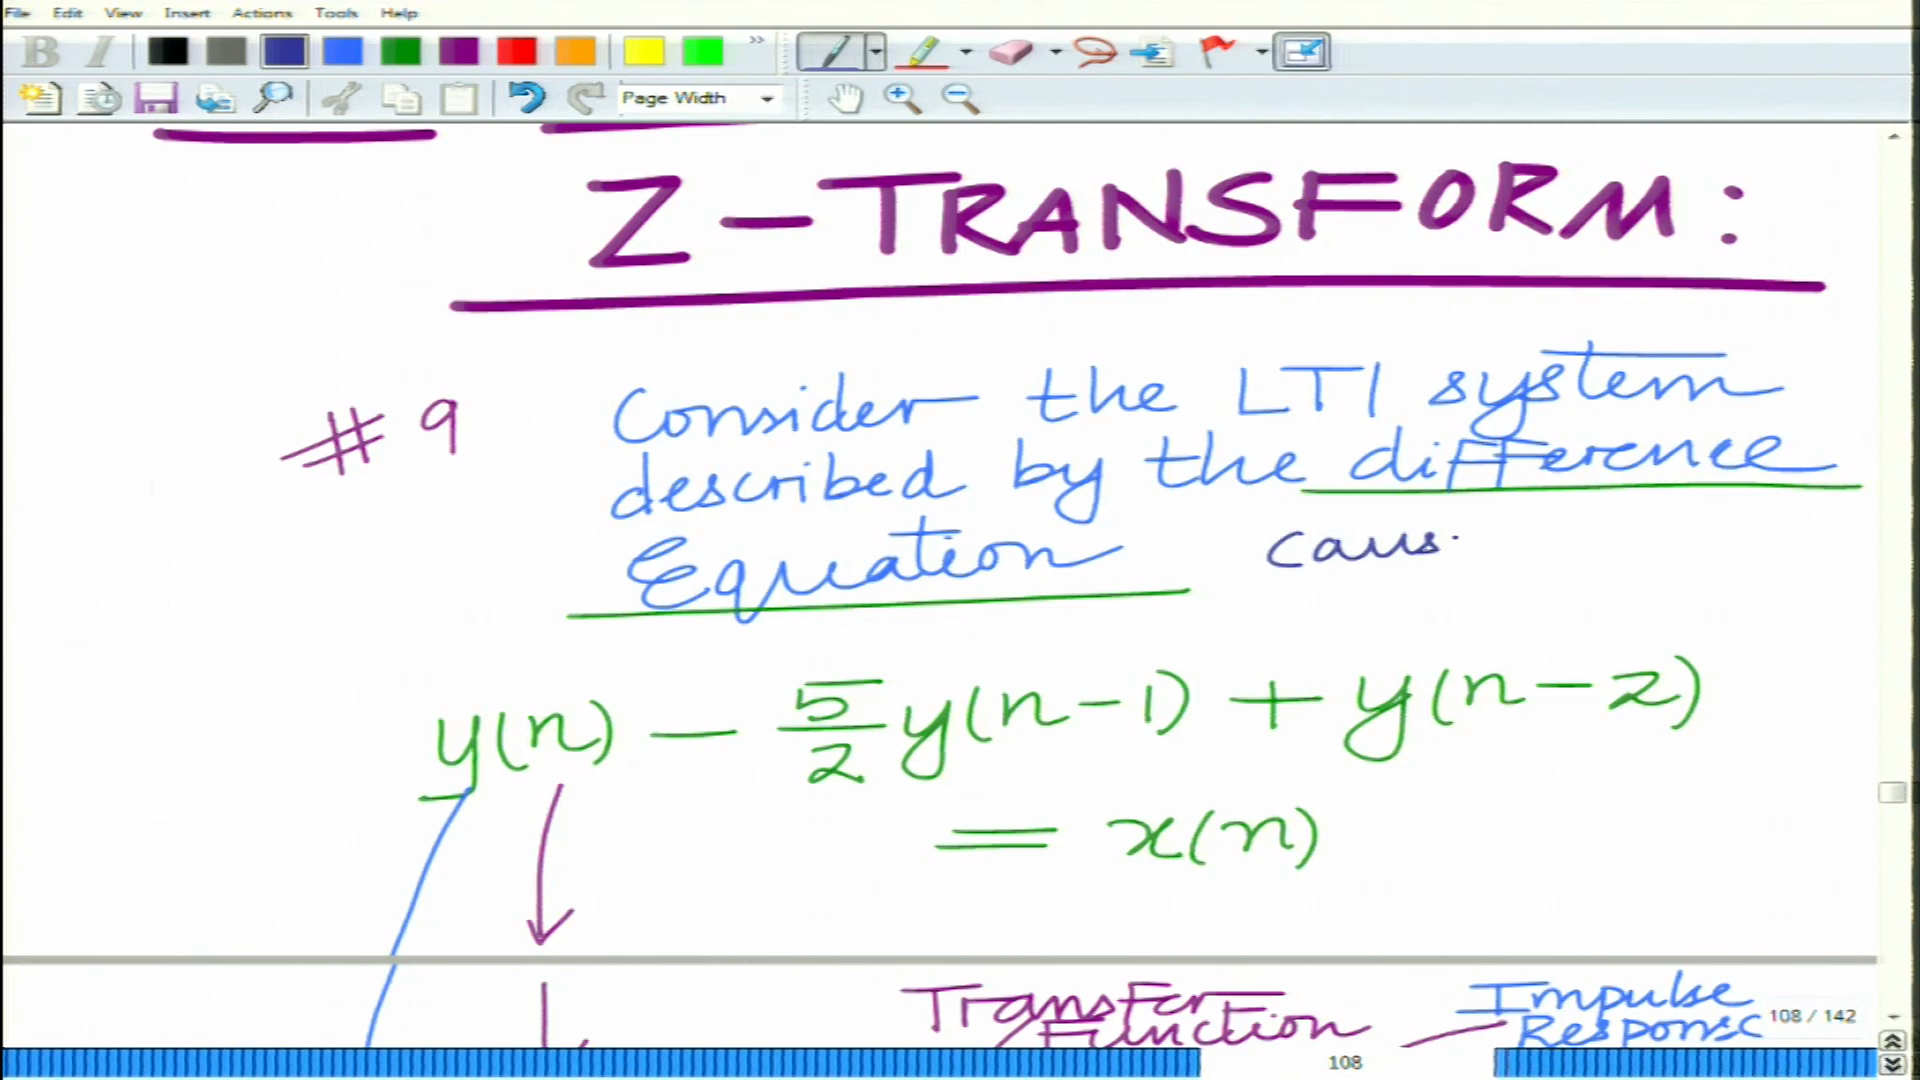 File Edit View Insert Actions Tools Help
B I
Page Width
Z-TRANSFORM:
#9 Consider the LTI system
described by the difference
Equation caus.
y(n) - 5/2 y(n-1) + y(n-2)
= x(n)
Transfer Impulse
Function Response
108 / 142
108